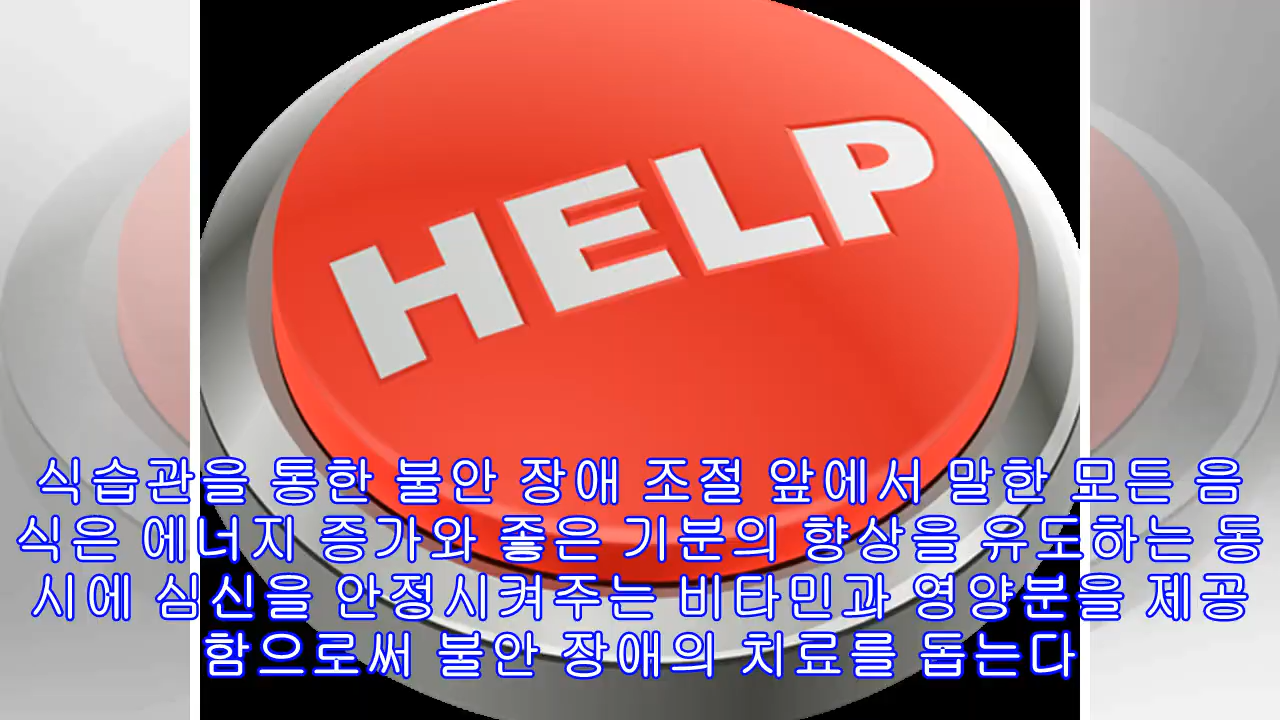 HELP
식습관을 통한 불안 장애 조절 앞에서 말한 모든 음
식은 에너지 증가와 좋은 기분의 향상을 유도하는 동
시에 심신을 안정시켜주는 비타민과 영양분을 제공
함으로써 불안 장애의 치료를 돕는다